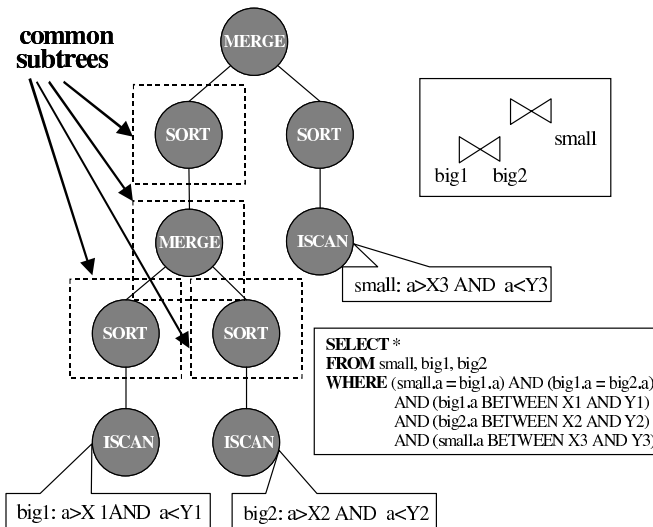 common
subtrees
MERGE
SORT
SORT
small
big1 big2
MERGE
ISCAN
small: a>X3 AND a<Y3
SORT
SORT
SELECT *
FROM small, big1, big2
WHERE (small.a = big1.a) AND (big1.a = big2.a)
AND (big1.a BETWEEN X1 AND Y1)
AND (big2.a BETWEEN X2 AND Y2)
AND (small.a BETWEEN X3 AND Y3)
ISCAN
ISCAN
big1: a>X 1AND a<Y1
big2: a>X2 AND a<Y2